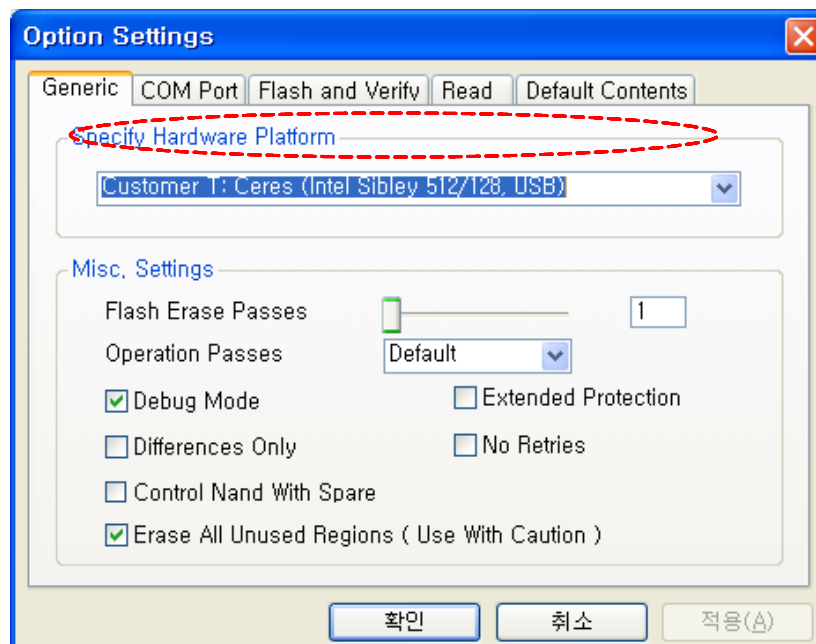 Option Settings
Generic COM Port Flash and Verify Read Default Contents
Specify Hardware Platform
Customer T: Ceres (Intel Sibley 512/128, USB)
Misc. Settings
Flash Erase Passes 1
Operation Passes Default
Debug Mode Extended Protection
Differences Only No Retries
Control Nand With Spare
Erase All Unused Regions ( Use With Caution )
확인 취소 적용(A)